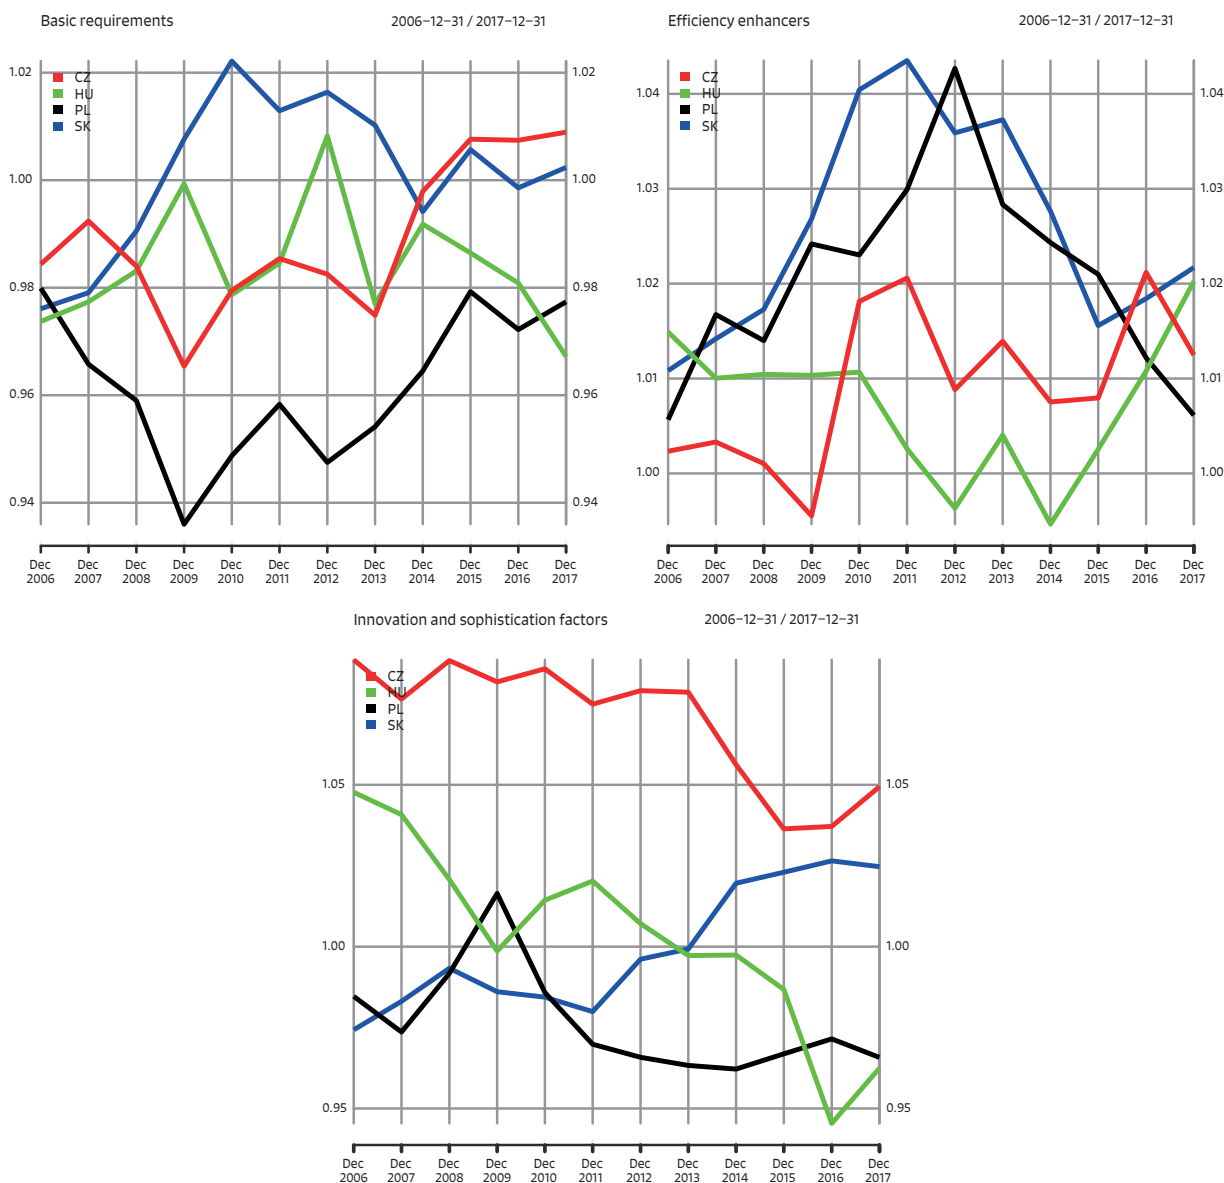 Basic requirements 2006−12−31 / 2017−12−31
1.02 1.02
CZ
HU
PL
SK
1.00 1.00
0.98 0.98
0.96 0.96
0.94 0.94
Dec Dec Dec Dec Dec Dec Dec Dec Dec Dec Dec Dec
2006 2007 2008 2009 2010 2011 2012 2013 2014 2015 2016 2017
Efficiency enhancers 2006−12−31 / 2017−12−31
CZ
1.04 HU 1.04
PL
SK
1.03 1.03
1.02 1.02
1.01 1.01
1.00 1.00
Dec Dec Dec Dec Dec Dec Dec Dec Dec Dec Dec Dec
2006 2007 2008 2009 2010 2011 2012 2013 2014 2015 2016 2017
Innovation and sophistication factors 2006−12−31 / 2017−12−31
CZ
HU
PL
SK
1.05 1.05
1.00 1.00
0.95 0.95
Dec Dec Dec Dec Dec Dec Dec Dec Dec Dec Dec Dec
2006 2007 2008 2009 2010 2011 2012 2013 2014 2015 2016 2017